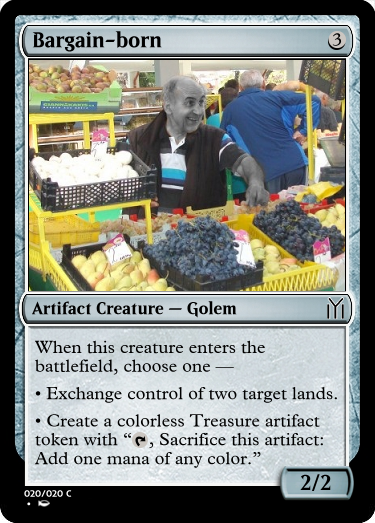 Bargain-born 3
Artifact Creature — Golem
When this creature enters the
battlefield, choose one —
• Exchange control of two target lands.
• Create a colorless Treasure artifact
token with “, Sacrifice this artifact:
Add one mana of any color.”
2/2
020/020 C